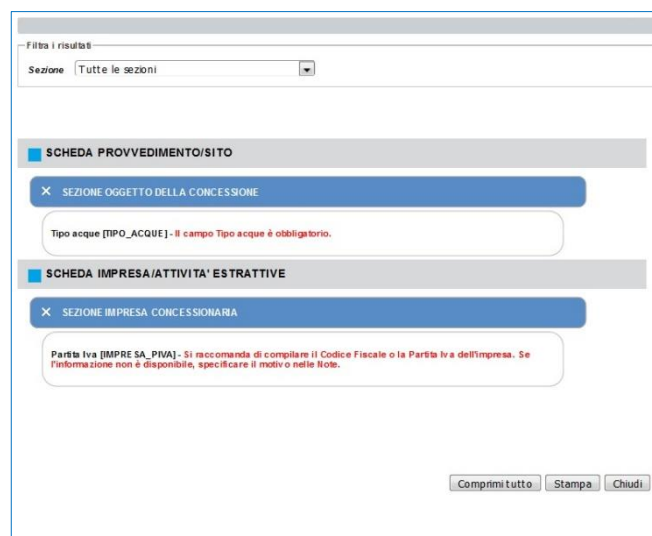 Filtra i risultati
Sezione Tutte le sezioni
SCHEDA PROVVEDIMENTO/SITO
SEZIONE OGGETTO DELLA CONCESSIONE
Tipo acque [TIPO_ACQUE] - Il campo Tipo acque è obbligatorio.
SCHEDA IMPRESA/ATTIVITA' ESTRATTIVE
SEZIONE IMPRESA CONCESSIONARIA
Partita Iva [IMPRESA_PIVA] - Si raccomanda di compilare il Codice Fiscale o la Partita Iva dell'impresa. Se
l'informazione non è disponibile, specificare il motivo nelle Note.
Comprimi tutto Stampa Chiudi